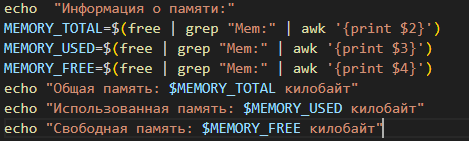 echo  "Информация о памяти:"
MEMORY_TOTAL=$(free | grep "Mem:" | awk '{print $2}')
MEMORY_USED=$(free | grep "Mem:" | awk '{print $3}')
MEMORY_FREE=$(free | grep "Mem:" | awk '{print $4}')
echo "Общая память: $MEMORY_TOTAL килобайт"
echo "Использованная память: $MEMORY_USED килобайт"
echo "Свободная память: $MEMORY_FREE килобайт"